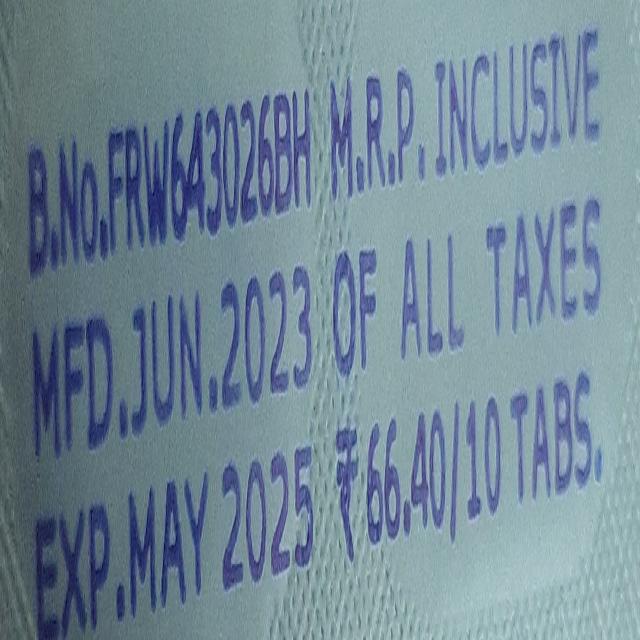 B.No.FRW643026BH M.R.P. INCLUSIVE
MFD.JUN.2023 OF ALL TAXES
EXP.MAY 2025 ₹66.40/10 TABS.